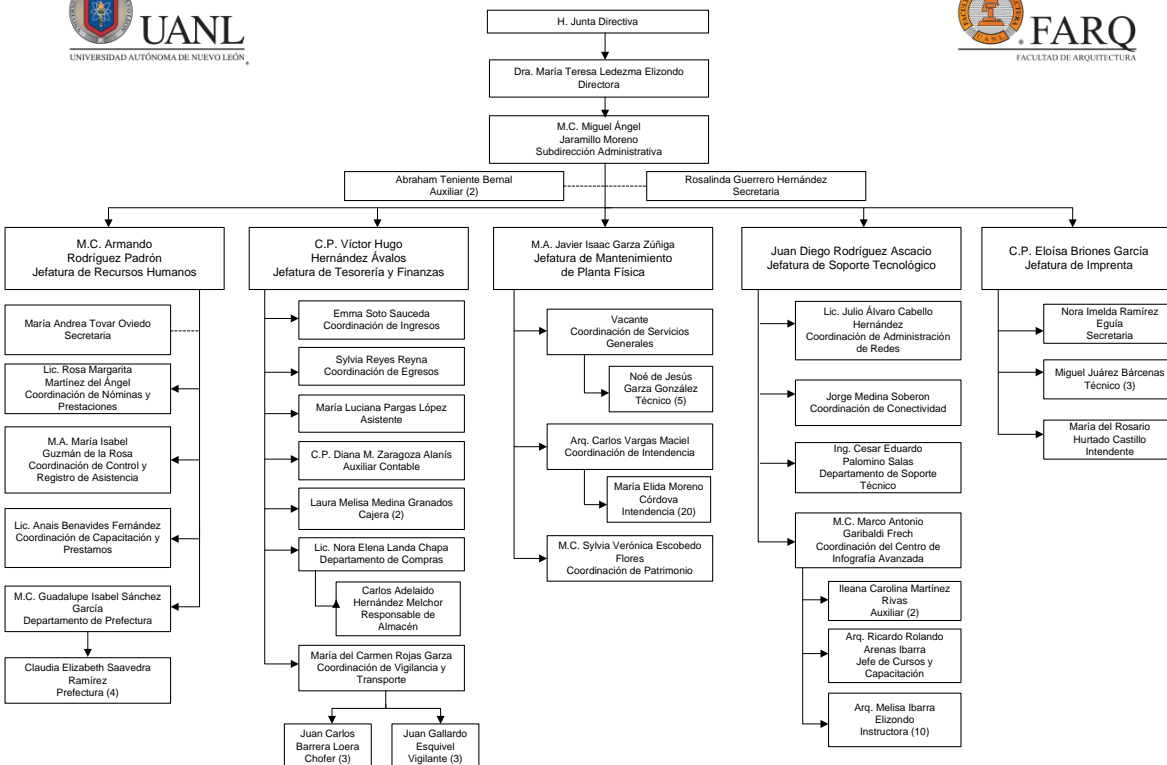 UANL
UNIVERSIDAD AUTÓNOMA DE NUEVO LEÓN
FARQ
FACULTAD DE ARQUITECTURA
H. Junta Directiva
Dra. María Teresa Ledezma Elizondo
Directora
M.C. Miguel Ángel
Jaramillo Moreno
Subdirección Administrativa
Abraham Teniente Bernal
Auxiliar (2)
Rosalinda Guerrero Hernández
Secretaria
M.C. Armando
Rodríguez Padrón
Jefatura de Recursos Humanos
María Andrea Tovar Oviedo
Secretaria
Lic. Rosa Margarita
Martínez del Ángel
Coordinación de Nóminas y
Prestaciones
M.A. María Isabel
Guzmán de la Rosa
Coordinación de Control y
Registro de Asistencia
Lic. Anais Benavides Fernández
Coordinación de Capacitación y
Prestamos
M.C. Guadalupe Isabel Sánchez
García
Departamento de Prefectura
Claudia Elizabeth Saavedra
Ramírez
Prefectura (4)
C.P. Víctor Hugo
Hernández Ávalos
Jefatura de Tesorería y Finanzas
Emma Soto Sauceda
Coordinación de Ingresos
Sylvia Reyes Reyna
Coordinación de Egresos
María Luciana Pargas López
Asistente
C.P. Diana M. Zaragoza Alanís
Auxiliar Contable
Laura Melisa Medina Granados
Cajera (2)
Lic. Nora Elena Landa Chapa
Departamento de Compras
Carlos Adelaido
Hernández Melchor
Responsable de
Almacén
María del Carmen Rojas Garza
Coordinación de Vigilancia y
Transporte
Juan Carlos
Barrera Loera
Chofer (3)
Juan Gallardo
Esquivel
Vigilante (3)
M.A. Javier Isaac Garza Zúñiga
Jefatura de Mantenimiento
de Planta Física
Vacante
Coordinación de Servicios
Generales
Noé de Jesús
Garza González
Técnico (5)
Arq. Carlos Vargas Maciel
Coordinación de Intendencia
María Elida Moreno
Córdova
Intendencia (20)
M.C. Sylvia Verónica Escobedo
Flores
Coordinación de Patrimonio
Juan Diego Rodríguez Ascacio
Jefatura de Soporte Tecnológico
Lic. Julio Álvaro Cabello
Hernández
Coordinación de Administración
de Redes
Jorge Medina Soberon
Coordinación de Conectividad
Ing. Cesar Eduardo
Palomino Salas
Departamento de Soporte
Técnico
M.C. Marco Antonio
Garibaldi Frech
Coordinación del Centro de
Infografía Avanzada
Ileana Carolina Martínez
Rivas
Auxiliar (2)
Arq. Ricardo Rolando
Arenas Ibarra
Jefe de Cursos y
Capacitación
Arq. Melisa Ibarra
Elizondo
Instructora (10)
C.P. Eloísa Briones García
Jefatura de Imprenta
Nora Imelda Ramírez
Eguía
Secretaria
Miguel Juárez Bárcenas
Técnico (3)
María del Rosario
Hurtado Castillo
Intendente